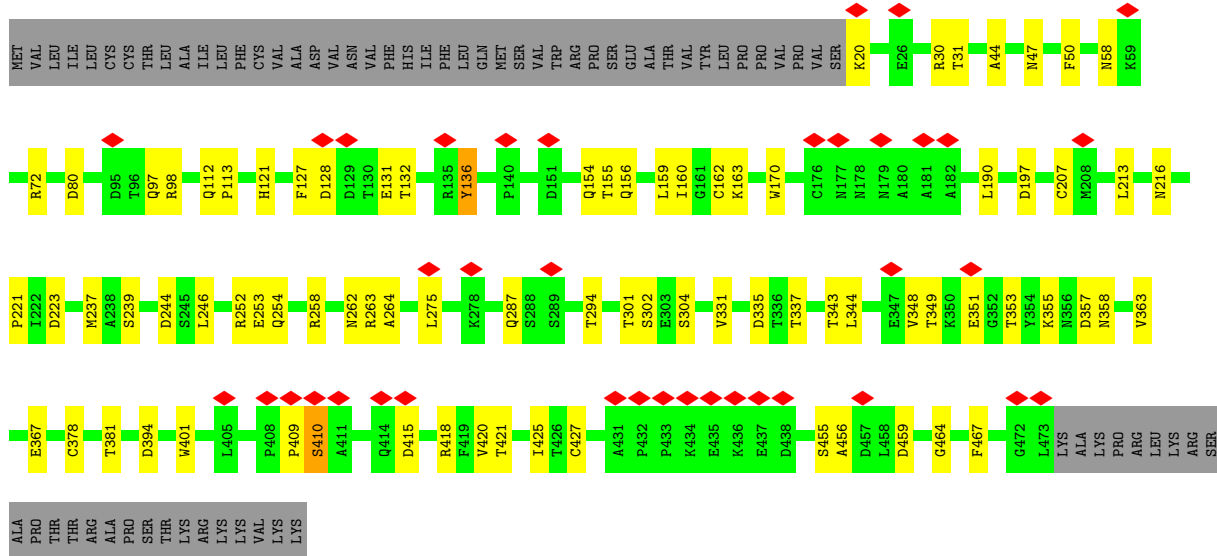 MET VAL LEU ILE LEU CYS CYS THR LEU ALA ILE LEU PHE CYS VAL ALA ASP VAL ASN VAL PHE HIS ILE PHE LEU GLN MET SER VAL TRP ARG PRO SER GLU ALA THR VAL TYR LEU PRO PRO VAL PRO VAL SER K20 E26 R30 T31 A44 N47 F50 N58 K59
R72 D80 D95 T96 Q97 R98 Q112 P113 H121 F127 D128 D129 T130 E131 T132 R135 Y136 P140 D151 Q154 T155 Q156 L159 I160 G161 C162 K163 W170 C176 N177 N178 N179 A180 A181 A182 L190 D197 C207 M208 L213 N216
P221 I222 D223 M237 A238 S239 D244 S245 L246 R252 E253 Q254 R258 N262 R263 A264 L275 K278 Q287 S288 S289 T294 T301 S302 E303 S304 V331 D335 T336 T337 T343 L344 E347 V348 T349 K350 E351 G352 T353 Y354 K355 N356 D357 N358 V363
E367 C378 T381 D394 W401 L405 P408 P409 S410 A411 Q414 D415 R418 F419 V420 T421 I425 T426 C427 A431 P432 P433 K434 E435 K436 E437 D438 S455 A456 D457 L458 D459 G464 F467 G472 L473 LYS ALA LYS PRO ARG LEU LYS ARG SER
ALA PRO THR THR ARG ALA PRO SER THR LYS ARG LYS LYS VAL LYS LYS